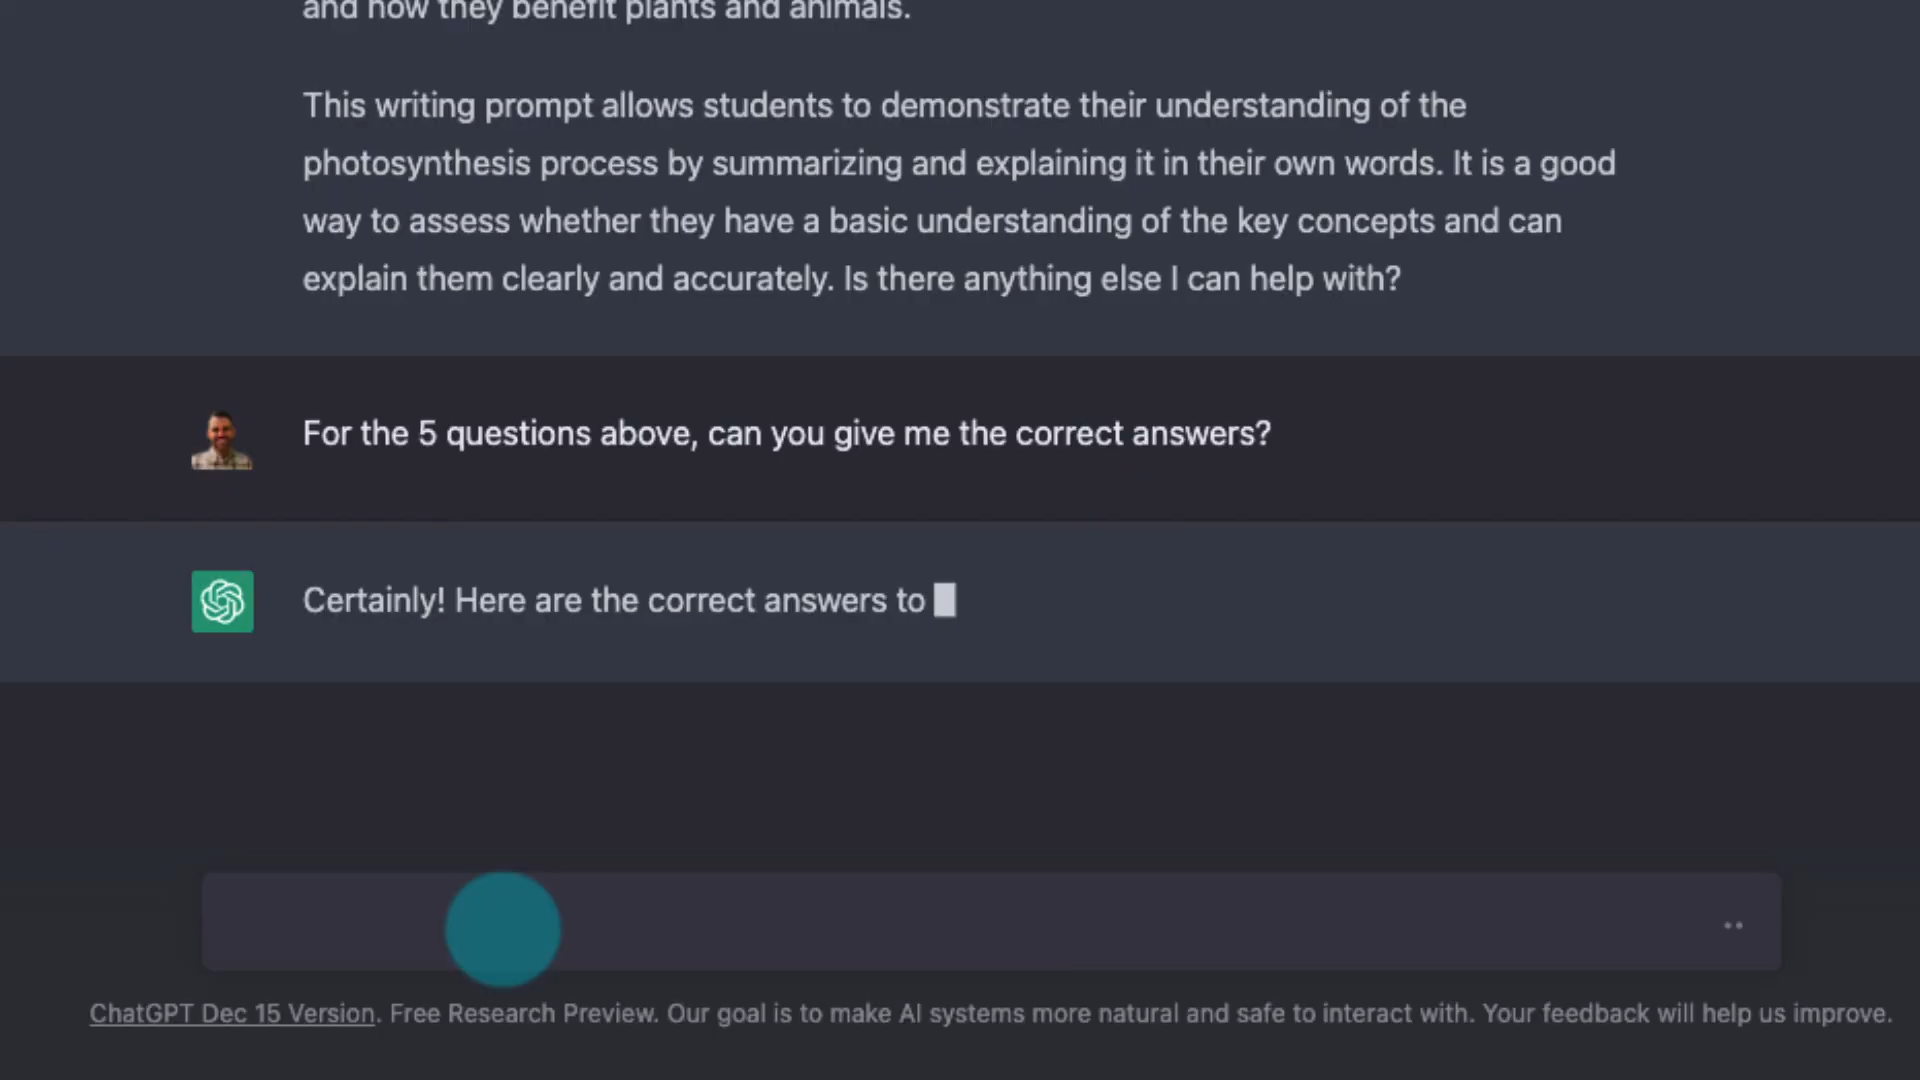 and how they benefit plants and animals.
This writing prompt allows students to demonstrate their understanding of the
photosynthesis process by summarizing and explaining it in their own words. It is a good
way to assess whether they have a basic understanding of the key concepts and can
explain them clearly and accurately. Is there anything else I can help with?
For the 5 questions above, can you give me the correct answers?
Certainly! Here are the correct answers to
ChatGPT Dec 15 Version. Free Research Preview. Our goal is to make AI systems more natural and safe to interact with. Your feedback will help us improve.